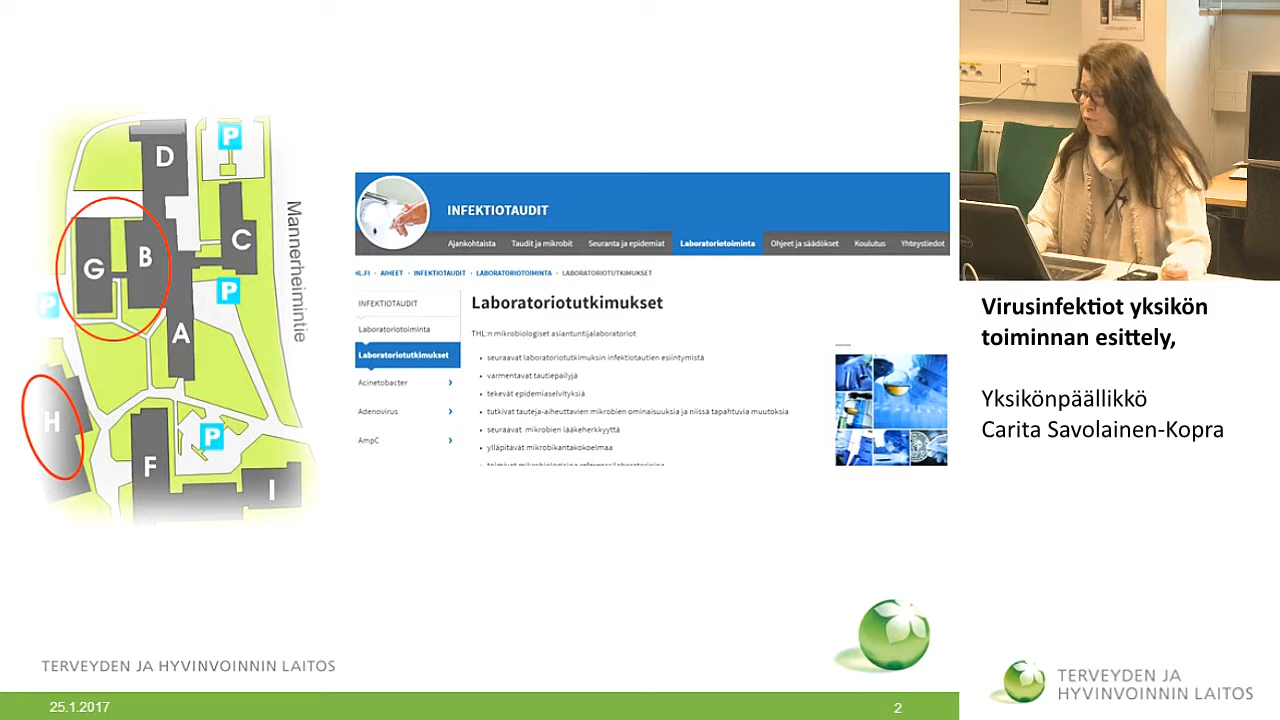 D
P
C
B
G
P
P
A
H
P
F
I
Mannerheimintie
INFEKTIOTAUDIT
Ajankohtaista Taudit ja mikrobit Seuranta ja epidemiat Laboratoriotoiminta Ohjeet ja säädökset Koulutus Yhteystiedot
HL.FI › AIHEET › INFEKTIOTAUDIT › LABORATORIOTOIMINTA › LABORATORIOTUTKIMUKSET
INFEKTIOTAUDIT
Laboratoriotoiminta
Laboratoriotutkimukset
Acinetobacter
Adenovirus
AmpC
Laboratoriotutkimukset
THL:n mikrobiologiset asiantuntijalaboratoriot
• seuraavat laboratoriotutkimuksin infektiotautien esiintymistä
• varmentavat tautiepäilyjä
• tekevät epidemiaselvityksiä
• tutkivat tauteja-aiheuttavien mikrobien ominaisuuksia ja niissä tapahtuvia muutoksia
• seuraavat mikrobien lääkeherkkyyttä
• ylläpitävät mikrobikantakokoelmaa
TERVEYDEN JA HYVINVOINNIN LAITOS
25.1.2017
2
Virusinfektiot yksikön
toiminnan esittely,
Yksikönpäällikkö
Carita Savolainen-Kopra
TERVEYDEN JA
HYVINVOINNIN LAITOS